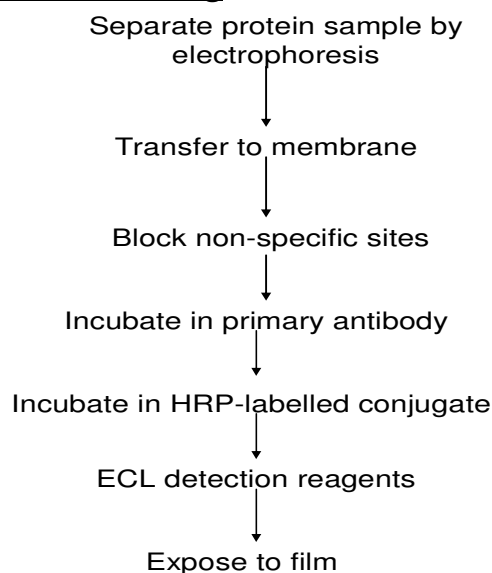 Separate protein sample by
electrophoresis
Transfer to membrane
Block non-specific sites
Incubate in primary antibody
Incubate in HRP-labelled conjugate
ECL detection reagents
Expose to film